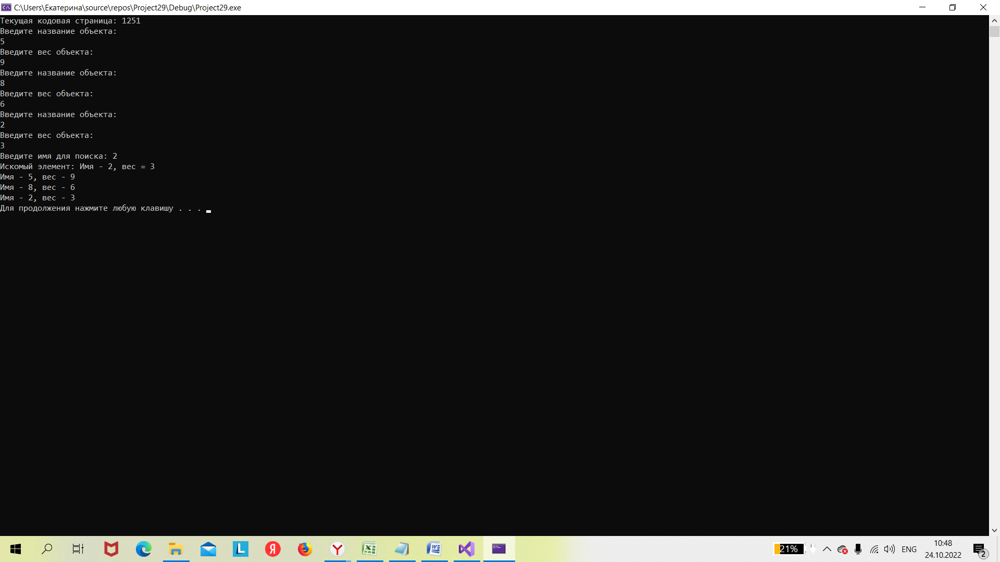 C:\Users\Екатерина\source\repos\Project29\Debug\Project29.exe
Текущая кодовая страница: 1251
Введите название объекта:
5
Введите вес объекта:
9
Введите название объекта:
8
Введите вес объекта:
6
Введите название объекта:
2
Введите вес объекта:
3
Введите имя для поиска: 2
Искомый элемент: Имя - 2, вес = 3
Имя - 5, вес - 9
Имя - 8, вес - 6
Имя - 2, вес - 3
Для продолжения нажмите любую клавишу . . .
21%
ENG
10:48
24.10.2022
2